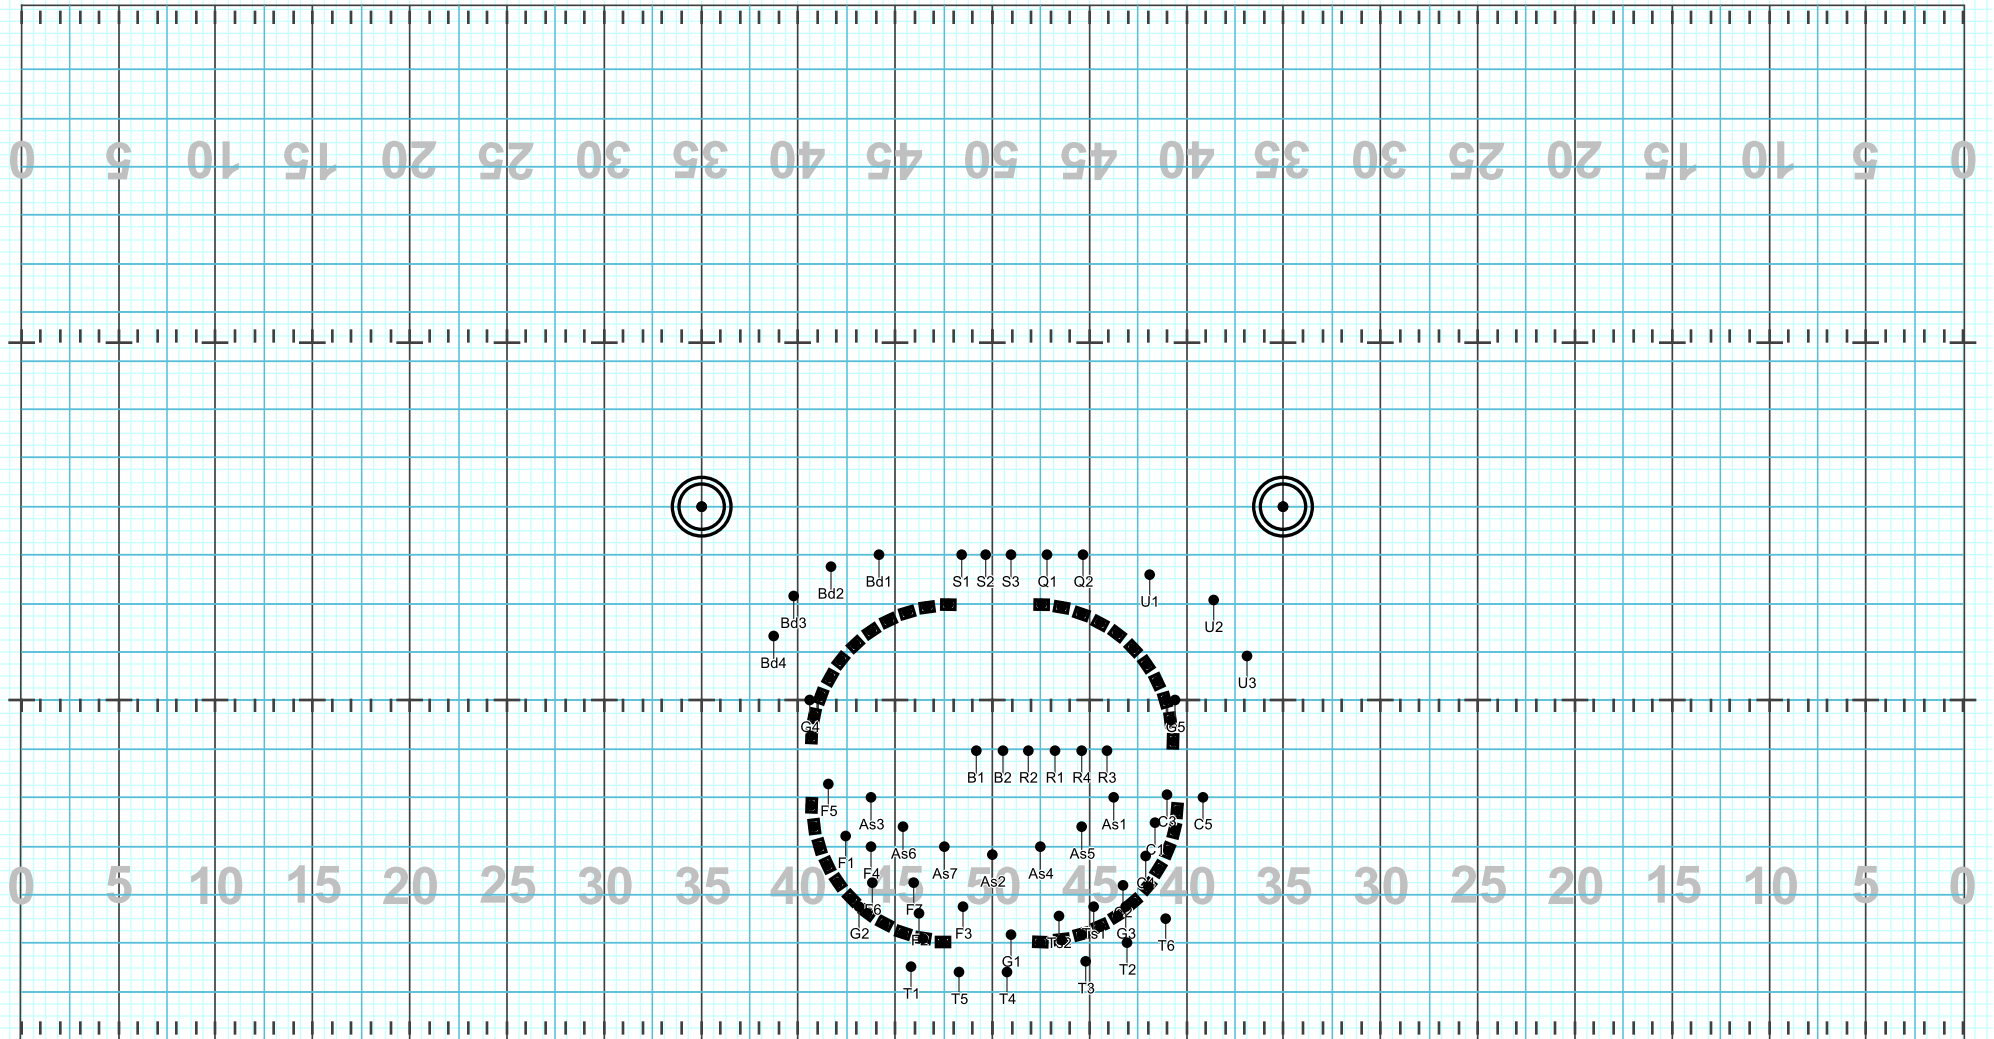 0 5 10 15 20 25 30 35 40 45 50 45 40 35 30 25 20 15 10 5 0
Bd1 S1 S2 S3 Q1 Q2
Bd2 U1
Bd3 U2
Bd4 U3
G4 G5
B1 B2 R2 R1 R4 R3
F5 As3 As1 C3 C5
F1 As6 As5 C1
F4 As7 As2 As4
0 5 10 15 20 25 30 35 40 45 50 45 40 35 30 25 20 15 10 5 0
F6 F7
G2 F3 Ts2 Ts1 G3 T6
G1 T2
T1 T5 T4 T3